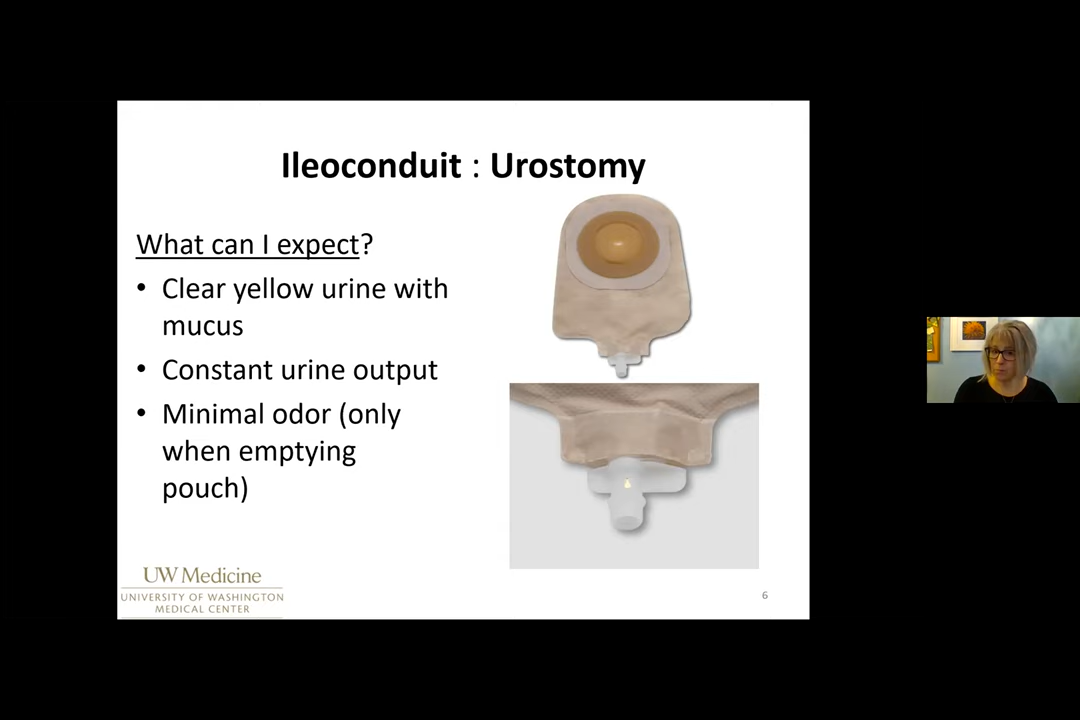 Ileoconduit : Urostomy
What can I expect?
• Clear yellow urine with
mucus
• Constant urine output
• Minimal odor (only
when emptying
pouch)
UW Medicine
UNIVERSITY OF WASHINGTON
MEDICAL CENTER
6